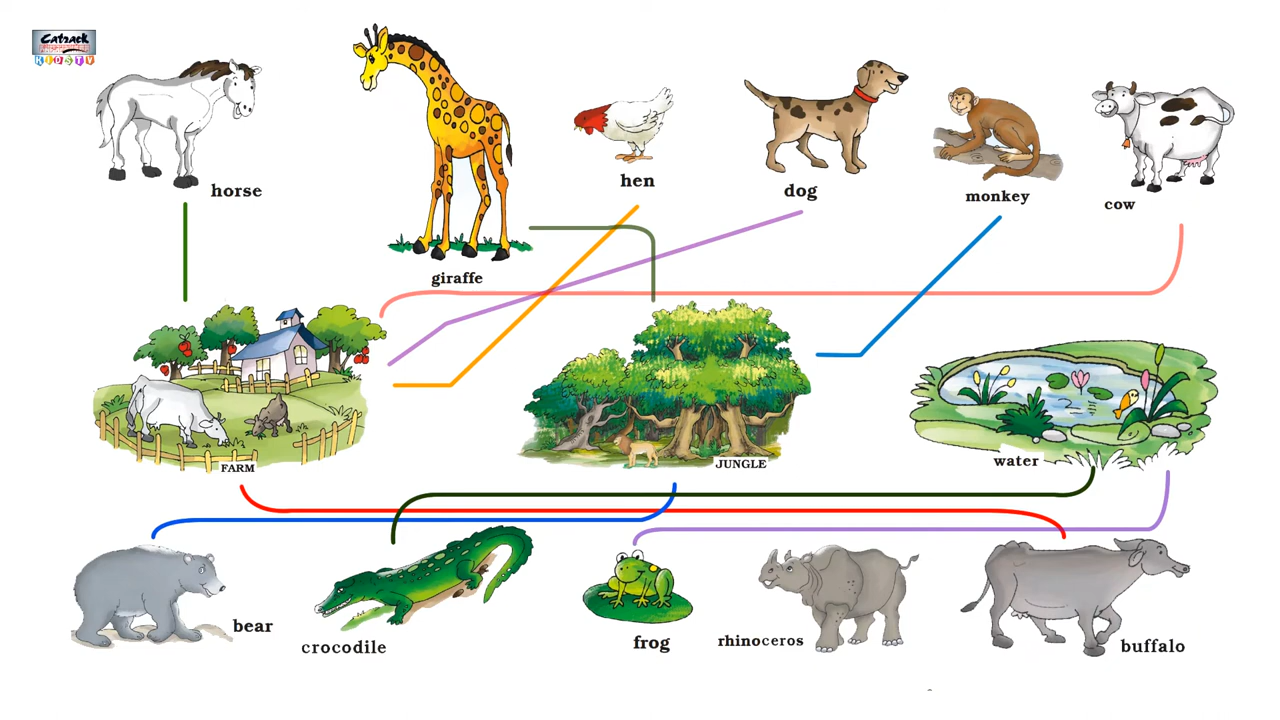 Catrack
KIDS TV
horse
giraffe
hen
dog
monkey
cow
FARM
JUNGLE
water
bear
crocodile
frog
rhinoceros
buffalo